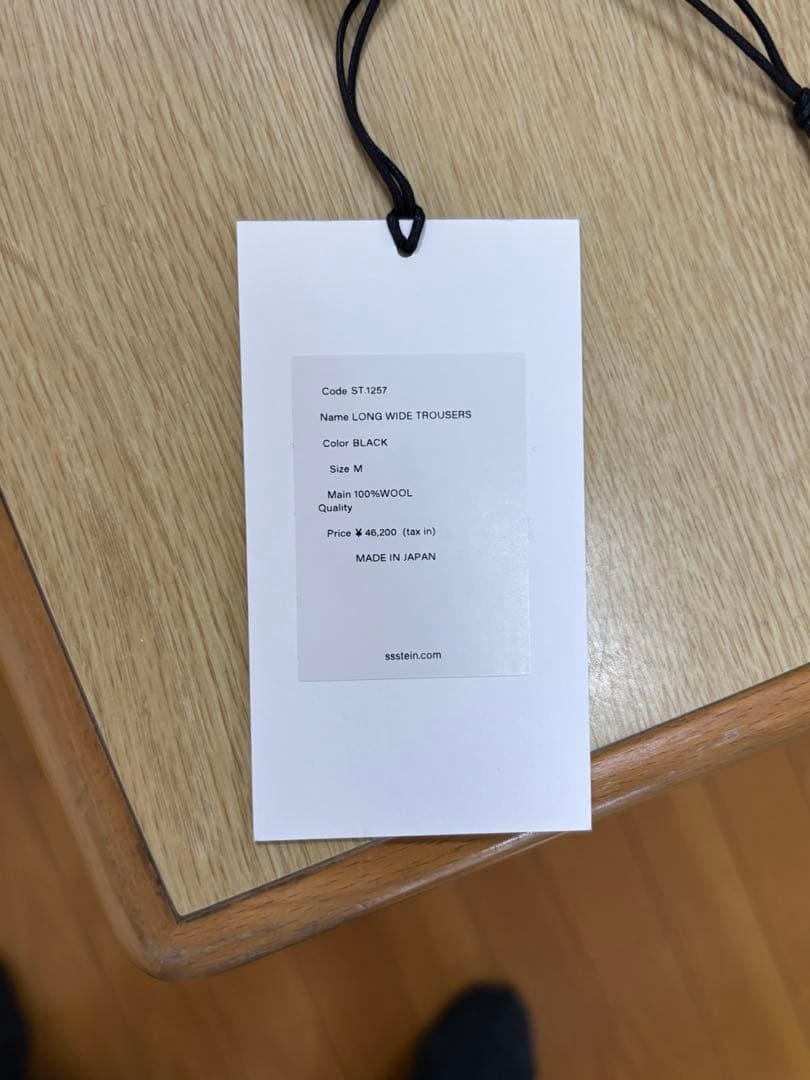 Code ST.1257
Name LONG WIDE TROUSERS
Color BLACK
Size M
Main 100%WOOL
Quality
Price ¥ 46,200 (tax in)
MADE IN JAPAN
ssstein.com